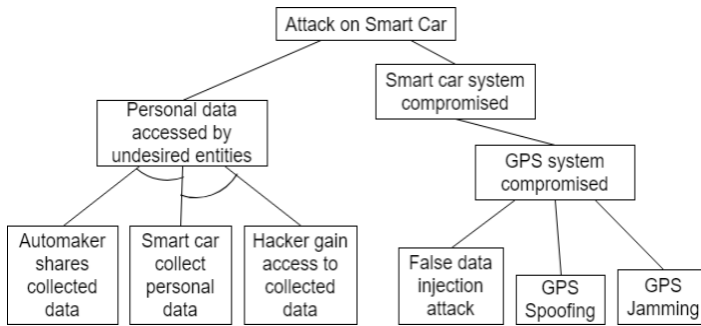 Attack on Smart Car
Smart car system
compromised
Personal data
accessed by
undesired entities
GPS system
compromised
Automaker
shares
collected
data
Smart car
collect
personal
data
Hacker gain
access to
collected
data
False data
injection
attack
GPS
Spoofing
GPS
Jamming